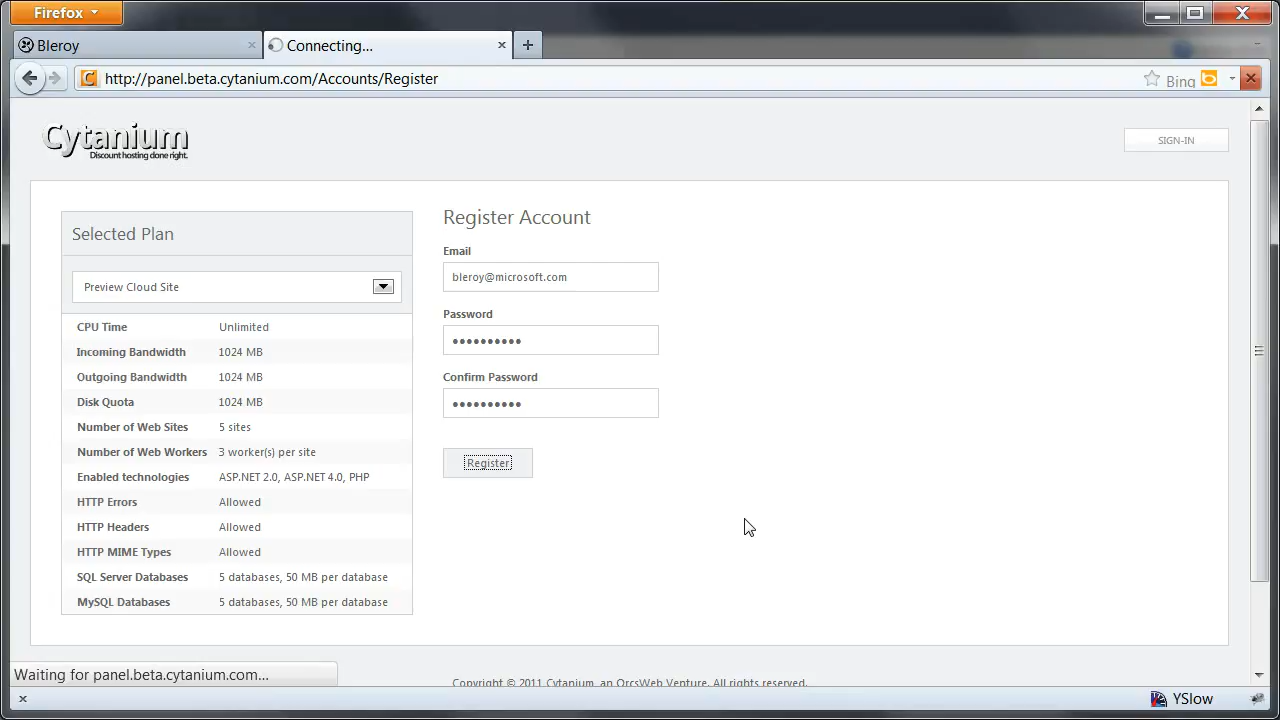 Firefox
Bleroy
Connecting...
http://panel.beta.cytanium.com/Accounts/Register
Bing
Cytanium
Discount hosting done right.
SIGN-IN
Selected Plan
Preview Cloud Site
CPU Time Unlimited
Incoming Bandwidth 1024 MB
Outgoing Bandwidth 1024 MB
Disk Quota 1024 MB
Number of Web Sites 5 sites
Number of Web Workers 3 worker(s) per site
Enabled technologies ASP.NET 2.0, ASP.NET 4.0, PHP
HTTP Errors Allowed
HTTP Headers Allowed
HTTP MIME Types Allowed
SQL Server Databases 5 databases, 50 MB per database
MySQL Databases 5 databases, 50 MB per database
Register Account
Email
bleroy@microsoft.com
Password
••••••••••
Confirm Password
••••••••••
Register
Waiting for panel.beta.cytanium.com...
Copyright © 2011 Cytanium, an OrcsWeb Venture. All rights reserved.
YSlow